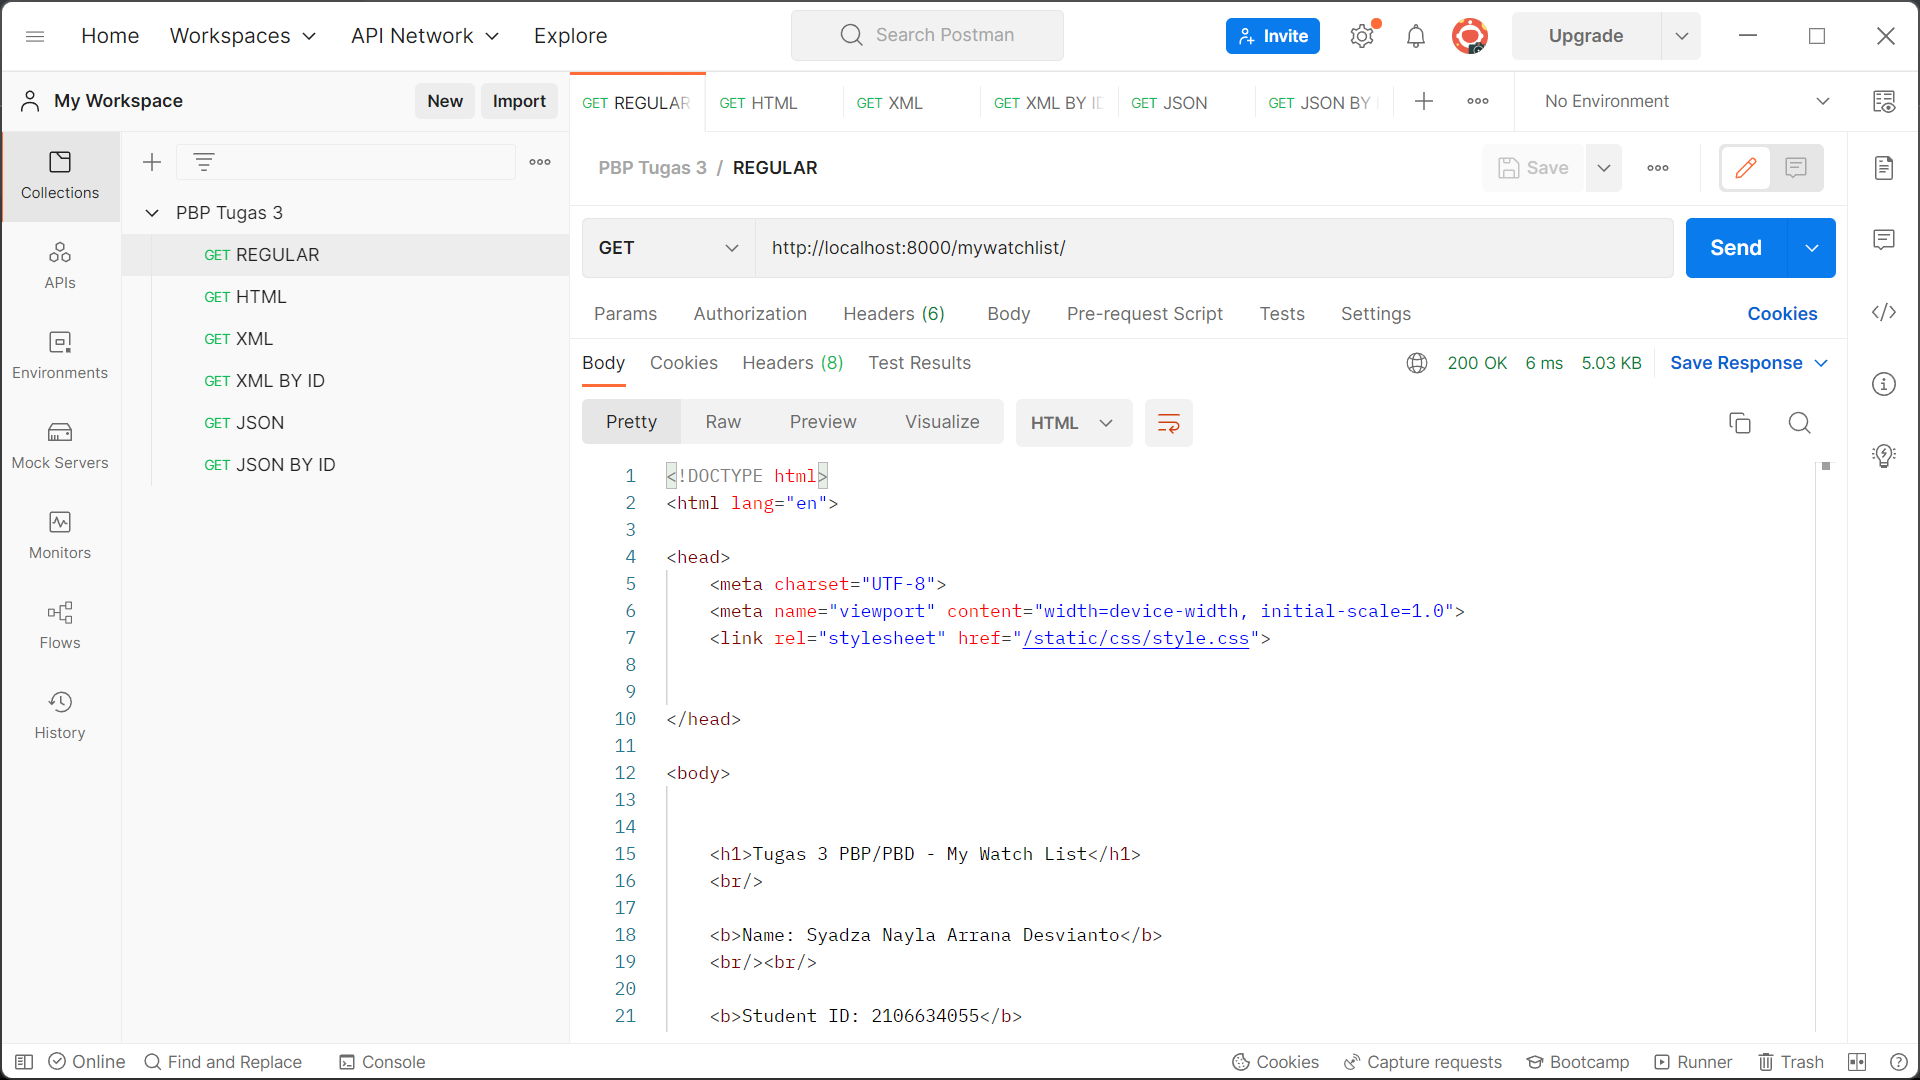 Home Workspaces API Network Explore Search Postman Invite Upgrade
My Workspace New Import
GET REGULAR GET HTML GET XML GET XML BY ID GET JSON GET JSON BY No Environment
Collections
APIs
Environments
Mock Servers
Monitors
Flows
History
PBP Tugas 3
GET REGULAR
GET HTML
GET XML
GET XML BY ID
GET JSON
GET JSON BY ID
PBP Tugas 3 / REGULAR Save
GET http://localhost:8000/mywatchlist/ Send
Params Authorization Headers (6) Body Pre-request Script Tests Settings Cookies
Body Cookies Headers (8) Test Results 200 OK 6 ms 5.03 KB Save Response
Pretty Raw Preview Visualize HTML
1 <!DOCTYPE html>
2 <html lang="en">
3
4 <head>
5 <meta charset="UTF-8">
6 <meta name="viewport" content="width=device-width, initial-scale=1.0">
7 <link rel="stylesheet" href="/static/css/style.css">
8
9
10 </head>
11
12 <body>
13
14
15 <h1>Tugas 3 PBP/PBD - My Watch List</h1>
16 <br/>
17
18 <b>Name: Syadza Nayla Arrana Desvianto</b>
19 <br/><br/>
20
21 <b>Student ID: 2106634055</b>
Online Find and Replace Console Cookies Capture requests Bootcamp Runner Trash